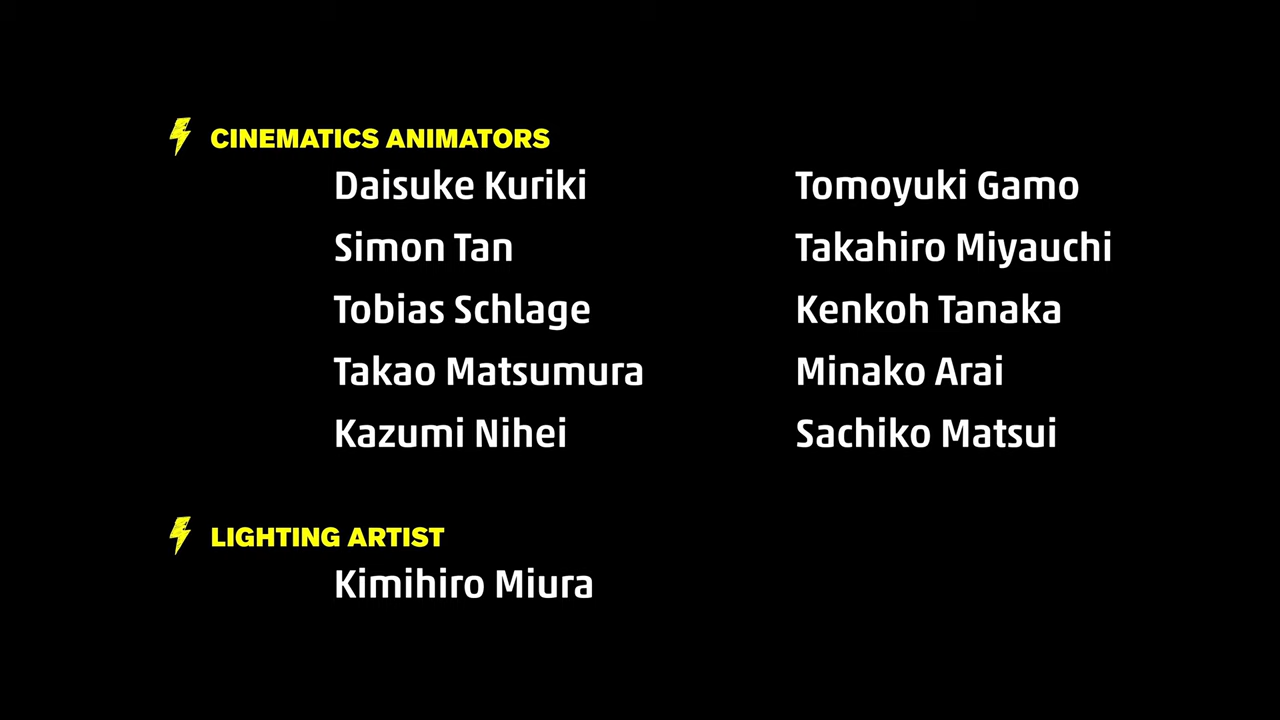 CINEMATICS ANIMATORS
Daisuke Kuriki Tomoyuki Gamo
Simon Tan Takahiro Miyauchi
Tobias Schlage Kenkoh Tanaka
Takao Matsumura Minako Arai
Kazumi Nihei Sachiko Matsui
LIGHTING ARTIST
Kimihiro Miura